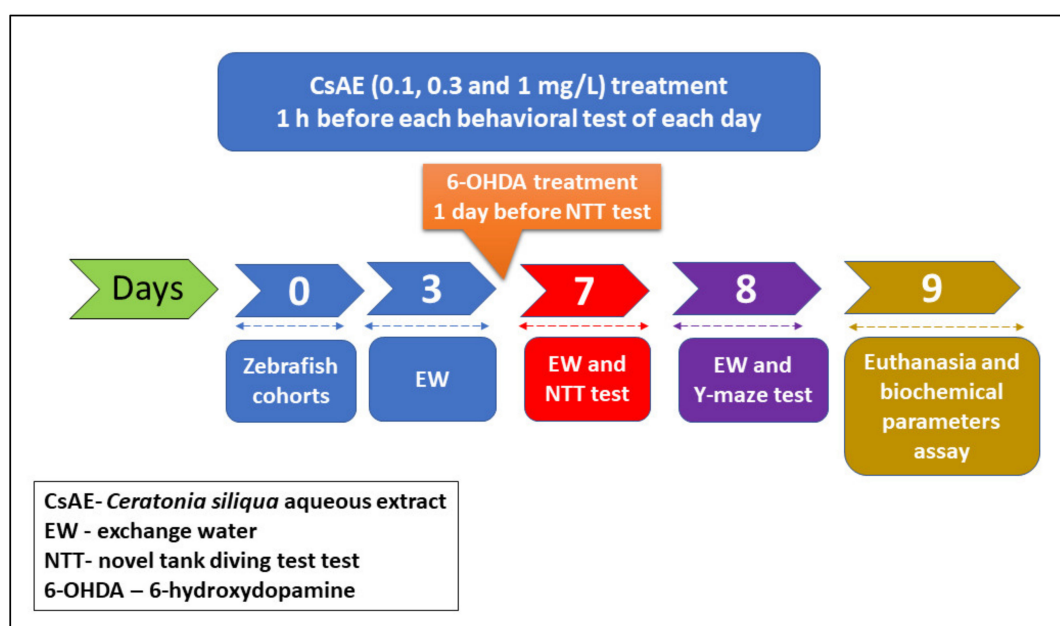 CsAE (0.1, 0.3 and 1 mg/L) treatment
1 h before each behavioral test of each day
6-OHDA treatment
1 day before NTT test
Days
0
3
7
8
9
Zebrafish
cohorts
EW
EW and
NTT test
EW and
Y-maze test
Euthanasia and
biochemical
parameters
assay
CsAE- Ceratonia siliqua aqueous extract
EW - exchange water
NTT- novel tank diving test test
6-OHDA – 6-hydroxydopamine